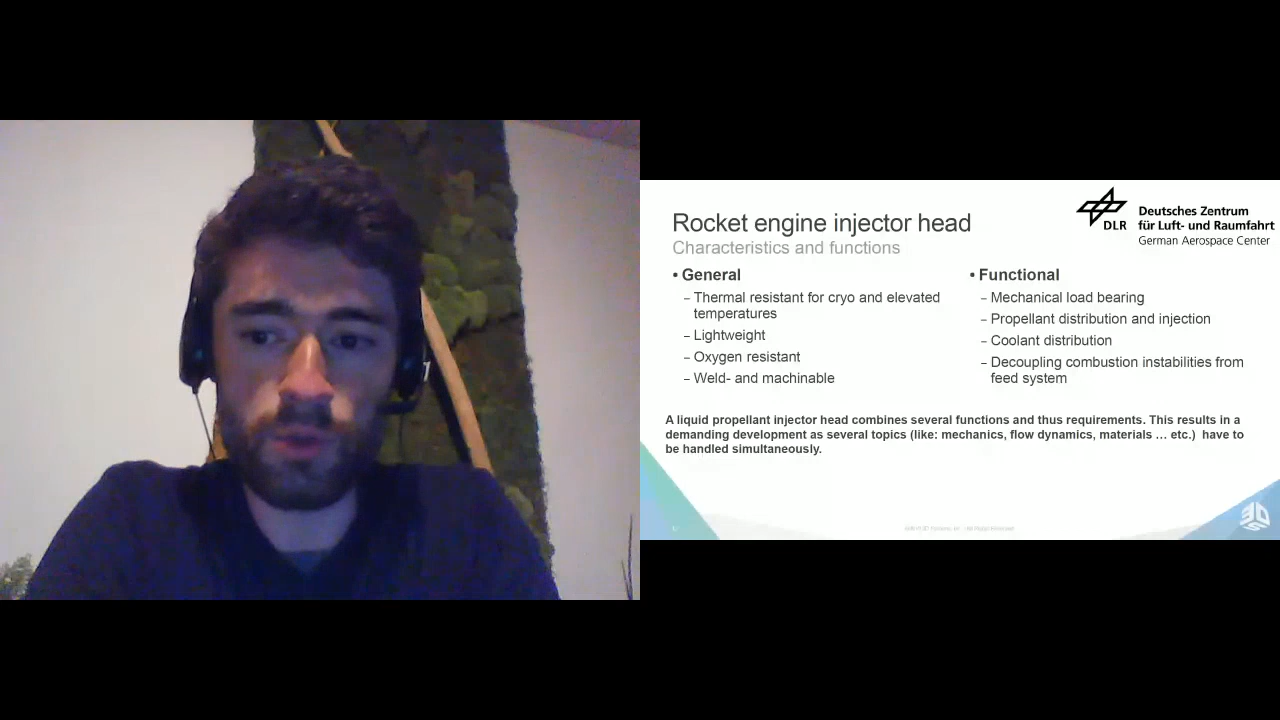 Rocket engine injector head
Characteristics and functions
DLR
Deutsches Zentrum
für Luft- und Raumfahrt
German Aerospace Center
• General
– Thermal resistant for cryo and elevated
temperatures
– Lightweight
– Oxygen resistant
– Weld- and machinable
• Functional
– Mechanical load bearing
– Propellant distribution and injection
– Coolant distribution
– Decoupling combustion instabilities from
feed system
A liquid propellant injector head combines several functions and thus requirements. This results in a
demanding development as several topics (like: mechanics, flow dynamics, materials … etc.) have to
be handled simultaneously.